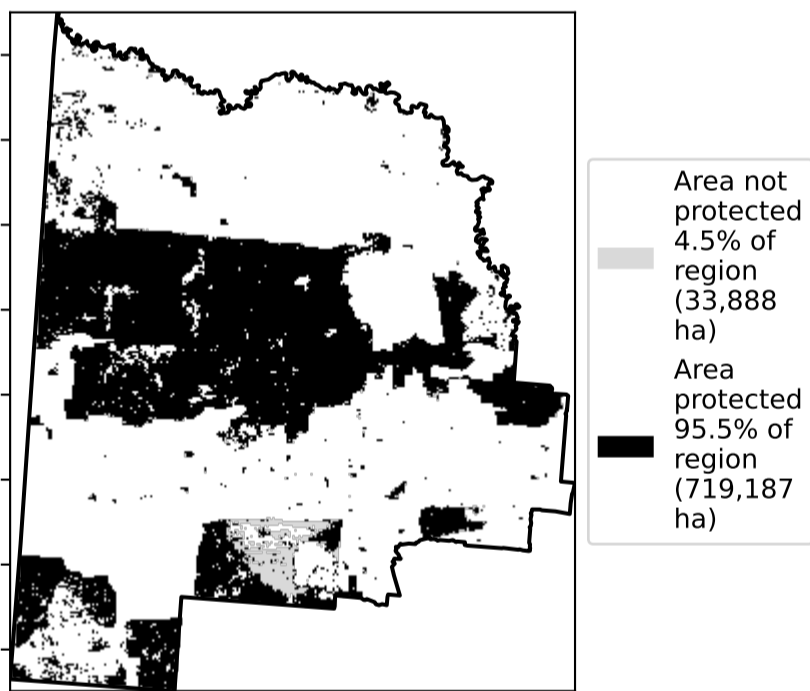 Area not
protected
4.5% of
region
(33,888
ha)
Area
protected
95.5% of
region
(719,187
ha)